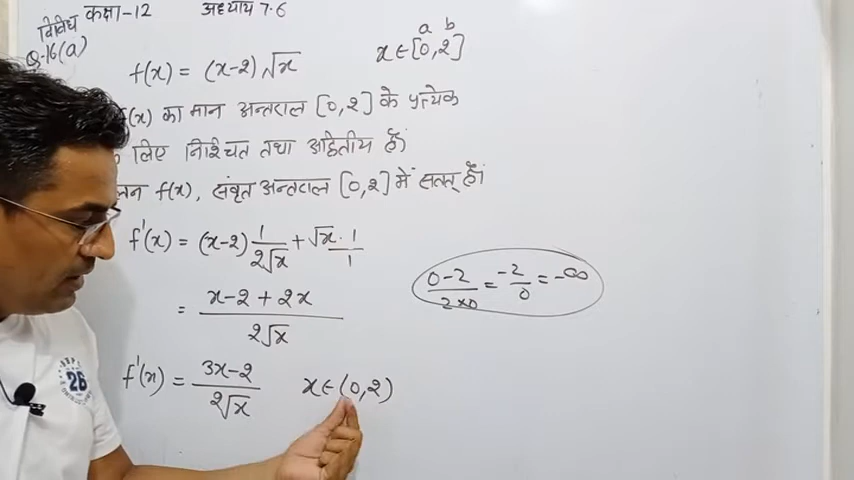 विविध कक्षा-12 अध्याय 7.6
Q.16(a)
a b
f(x) = (x-2)√x x∈[0,2]
f(x) का मान अन्तराल [0,2] के प्रत्येक
लिए निश्चित तथा अद्वितीय है।
f(x), संवृत अन्तराल [0,2] में सतत् है।
f'(x) = (x-2) 1/2√x + √x · 1/1
= x-2+2x / 2√x
0-2 / 2×0 = -2/0 = -∞
f'(x) = 3x-2 / 2√x x∈(0,2)
26